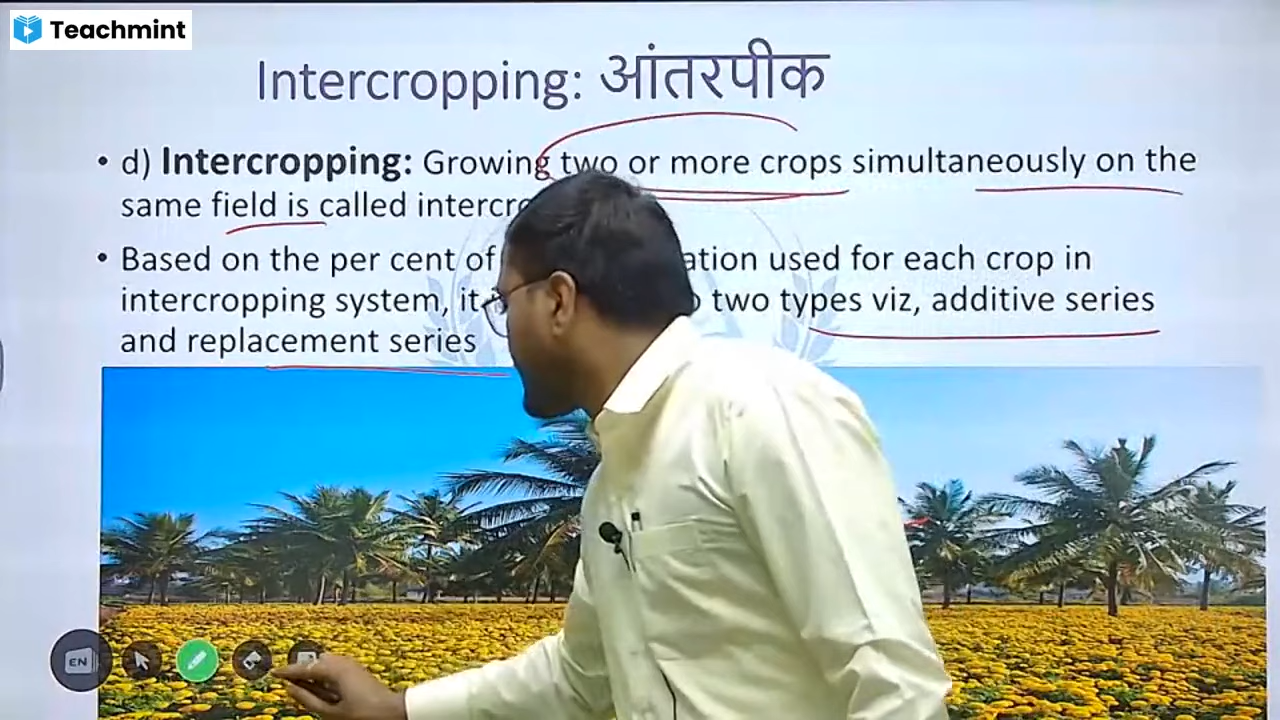 Teachmint
Intercropping: आंतरपीक
• d) Intercropping: Growing two or more crops simultaneously on the
same field is called
• Based on the per cent of used for each crop in
intercropping system, it two types viz, additive series
and replacement series
EN